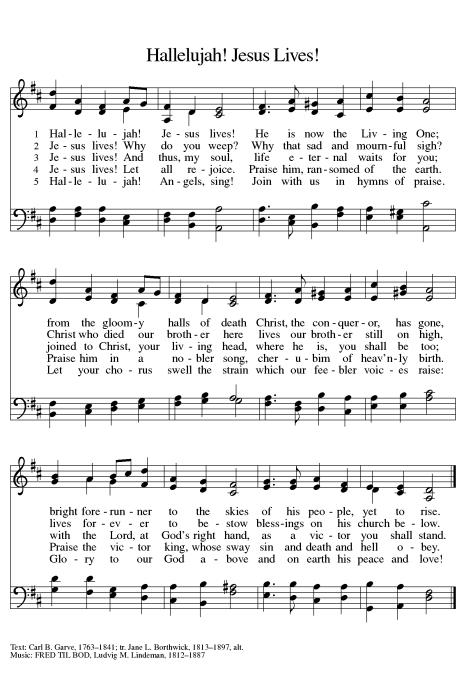 Hallelujah! Jesus Lives!
1 Hal - le - lu - jah! Je - sus lives! He is now the Liv - ing One;
2 Je - sus lives! Why do you weep? Why that sad and mourn - ful sigh?
3 Je - sus lives! And thus, my soul, life e - ter - nal waits for you;
4 Je - sus lives! Let all re - joice. Praise him, ran - somed of the earth.
5 Hal - le - lu - jah! An - gels, sing! Join with us in hymns of praise.
from the gloom - y halls of death Christ, the con - quer - or, has gone,
Christ who died our broth - er here lives our broth - er still on high,
joined to Christ, your liv - ing head, where he is, you shall be too;
Praise him in a no - bler song, cher - u - bim of heav'n - ly birth.
Let your cho - rus swell the strain which our fee - bler voic - es raise:
bright fore - run - ner to the skies of his peo - ple, yet to rise.
lives for - ev - er to be - stow bless - ings on his church be - low.
with the Lord, at God's right hand, as a vic - tor you shall stand.
Praise the vic - tor king, whose sway sin and death and hell o - bey.
Glo - ry to our God a - bove and on earth his peace and love!
Text: Carl B. Garve, 1763–1841; tr. Jane L. Borthwick, 1813–1897, alt.
Music: FRED TIL BOD, Ludvig M. Lindeman, 1812–1887